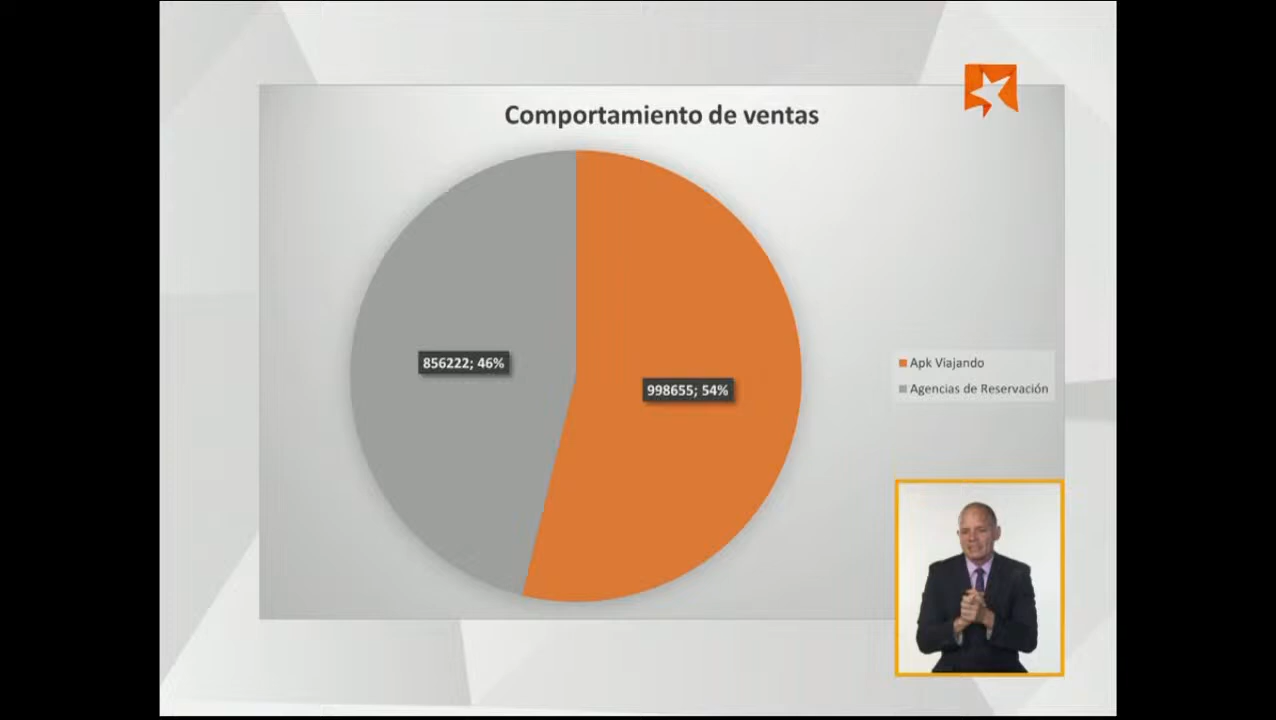 Comportamiento de ventas
856222; 46%
998655; 54%
Apk Viajando
Agencias de Reservación